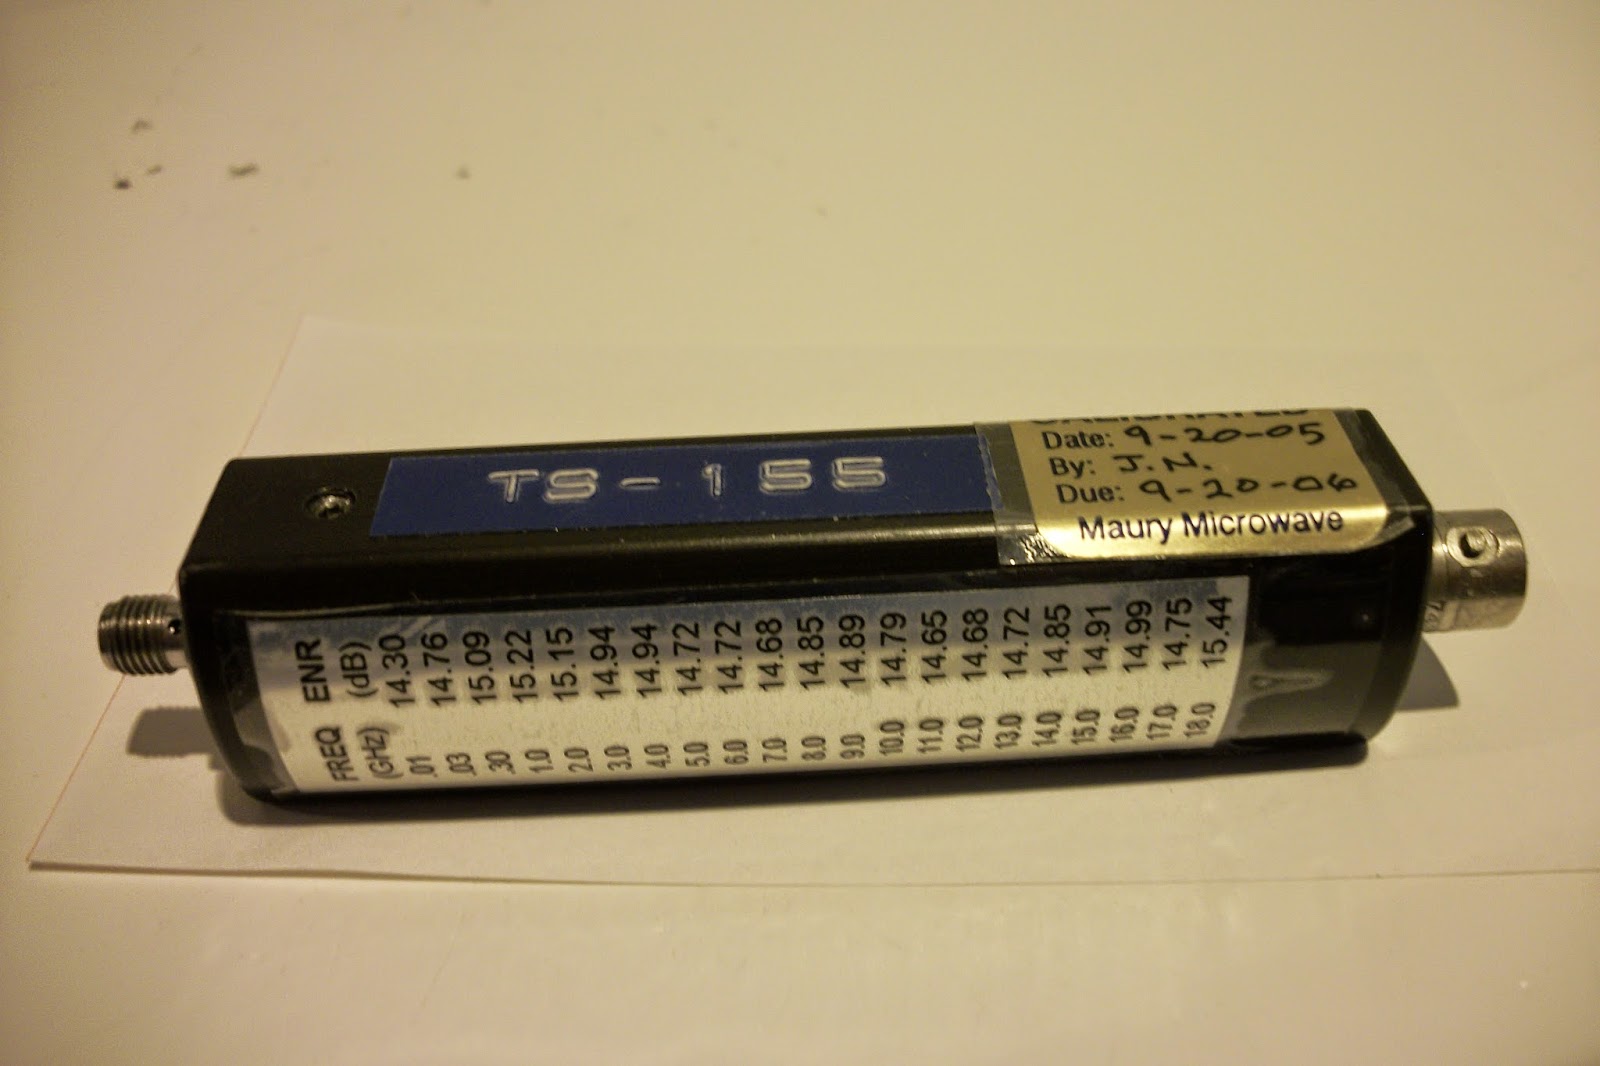 TS-155
CALIBRATED
Date: 9-20-05
By: J.N.
Due: 9-20-06
Maury Microwave
FREQ ENR
(GHz) (dB)
.01 14.30
.03 14.76
.30 15.09
1.0 15.22
2.0 15.15
3.0 14.94
4.0 14.94
5.0 14.72
6.0 14.72
7.0 14.68
8.0 14.85
9.0 14.89
10.0 14.79
11.0 14.65
12.0 14.68
13.0 14.72
14.0 14.85
15.0 14.91
16.0 14.99
17.0 14.75
18.0 15.44